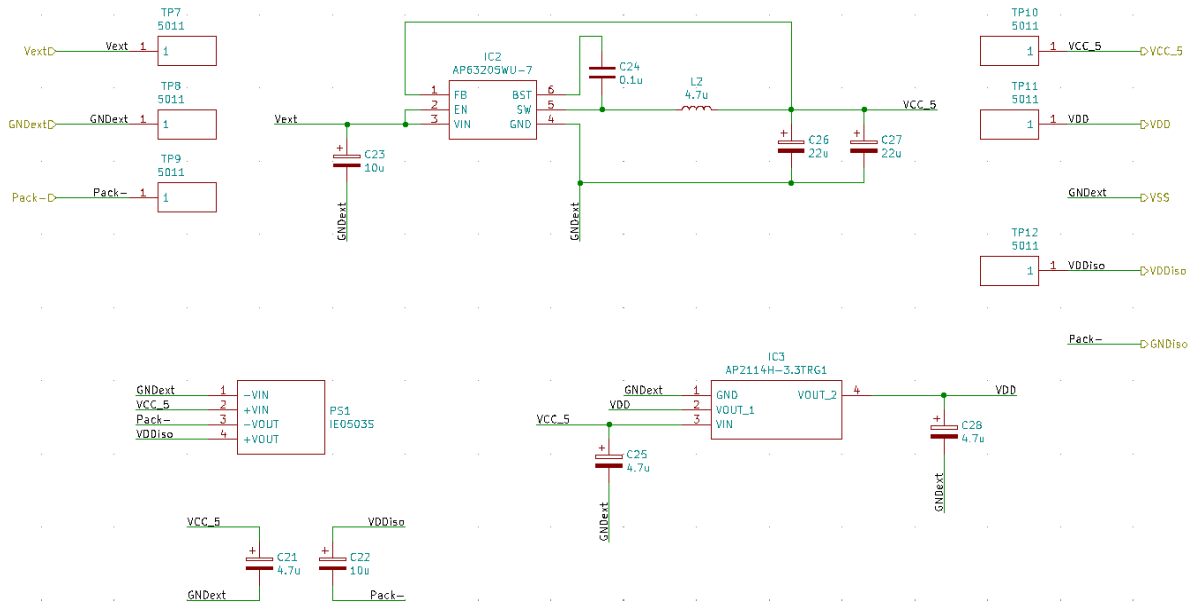 TP7
5011
Vext
Vext
1
1
TP8
5011
GNDext
GNDext
1
1
TP9
5011
Pack-
Pack-
1
1
IC2
AP63205WU-7
1
FB
BST
6
2
EN
SW
5
3
VIN
GND
4
Vext
C23
10u
GNDext
C24
0.1u
L2
4.7u
VCC_5
C26
22u
C27
22u
GNDext
TP10
5011
1
1
VCC_5
VCC_5
TP11
5011
1
1
VDD
VDD
GNDext
VSS
TP12
5011
1
1
VDDiso
VDDiso
Pack-
GNDiso
GNDext
1
-VIN
VCC_5
2
+VIN
Pack-
3
-VOUT
VDDiso
4
+VOUT
PS1
IE0503S
IC3
AP2114H-3.3TRG1
GNDext
1
GND
VOUT_2
4
VDD
VDD
2
VOUT_1
VCC_5
3
VIN
C25
4.7u
GNDext
C28
4.7u
GNDext
VCC_5
C21
4.7u
GNDext
VDDiso
C22
10u
Pack-